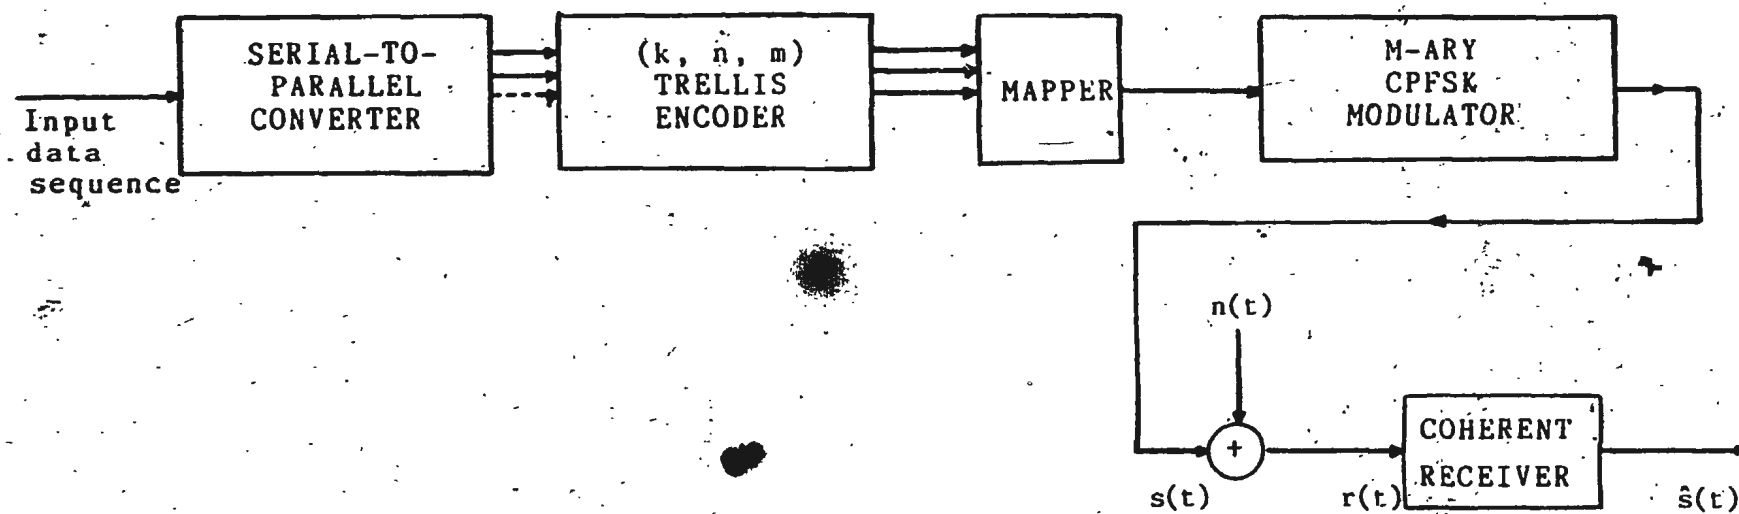 SERIAL-TO-
PARALLEL
CONVERTER
(k, n, m)
TRELLIS
ENCODER
MAPPER
M-ARY
CPFSK
MODULATOR
Input
data
sequence
n(t)
+
COHERENT
RECEIVER
s(t)
r(t)
ŝ(t)